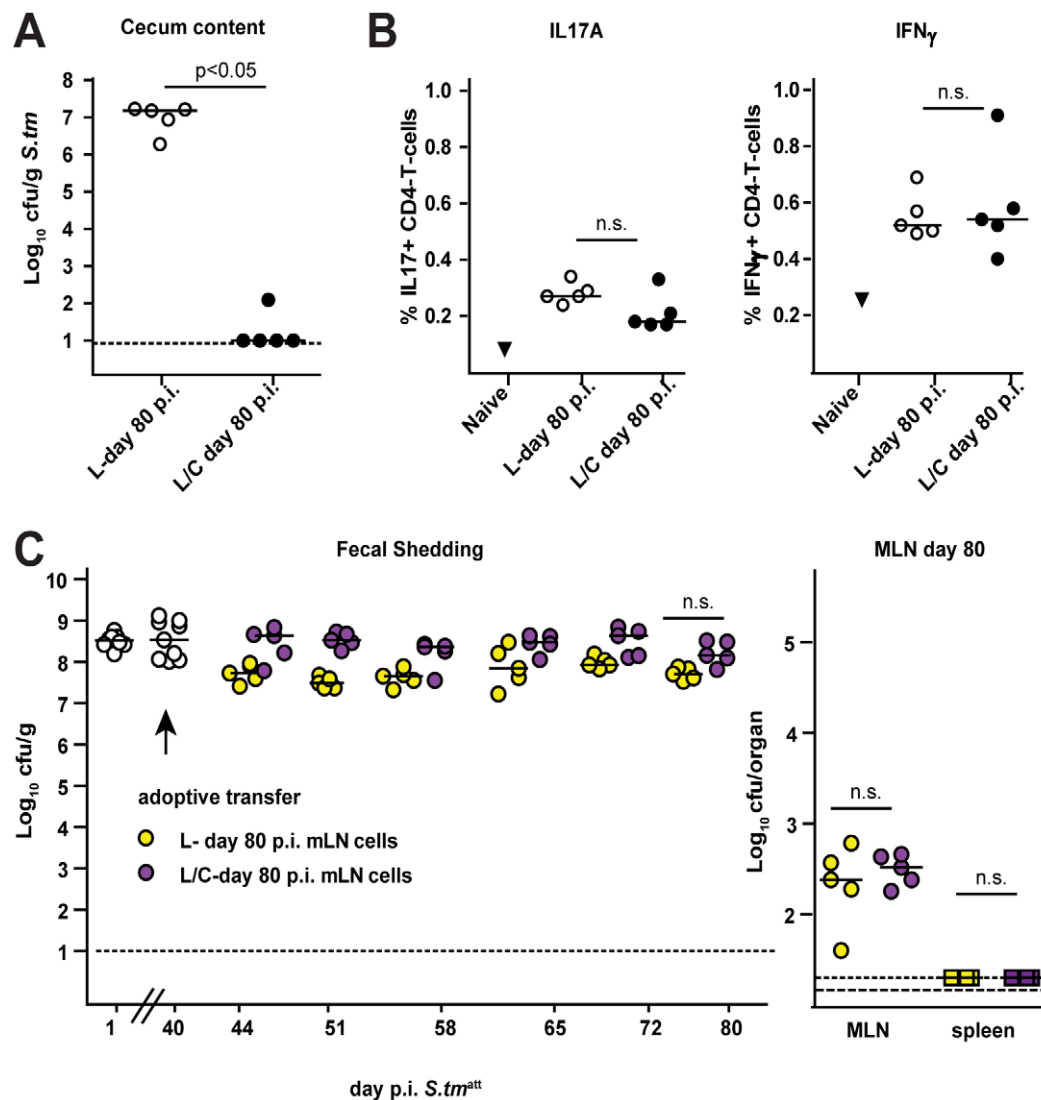 A
Cecum content
p<0.05
8
7
6
5
4
3
2
1
Log10 cfu/g S.tm
L-day 80 p.i.
L/C day 80 p.i.
B
IL17A
1.0
0.8
0.6
0.4
0.2
% IL17+ CD4-T-cells
n.s.
Naive
L-day 80 p.i.
L/C day 80 p.i.
IFNγ
1.0
0.8
0.6
0.4
0.2
% IFNγ+ CD4-T-cells
n.s.
Naive
L-day 80 p.i.
L/C day 80 p.i.
C
Fecal Shedding
10
9
8
7
6
5
4
3
2
1
Log10 cfu/g
n.s.
adoptive transfer
L- day 80 p.i. mLN cells
L/C-day 80 p.i. mLN cells
1
40
44
51
58
65
72
80
day p.i. S.tmatt
MLN day 80
5
3
2
Log10 cfu/organ
n.s.
n.s.
MLN
spleen